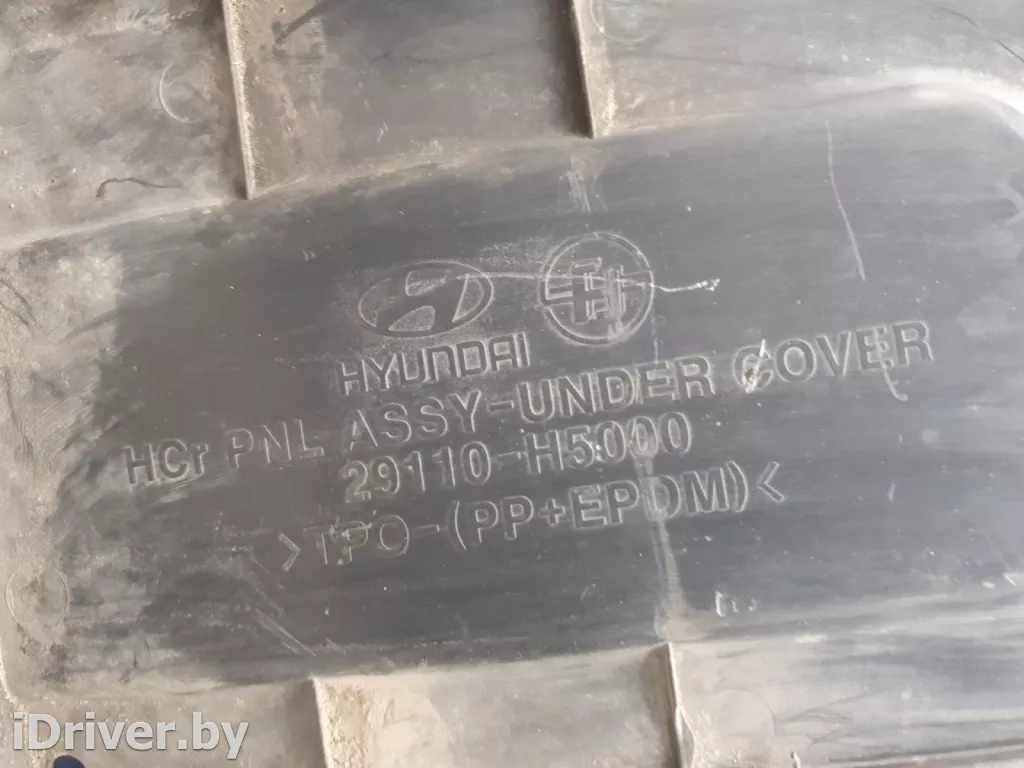 HYUNDAI
HCr PNL ASSY-UNDER COVER
29110-H5000
>TPO-(PP+EPDM)<
iDriver.by